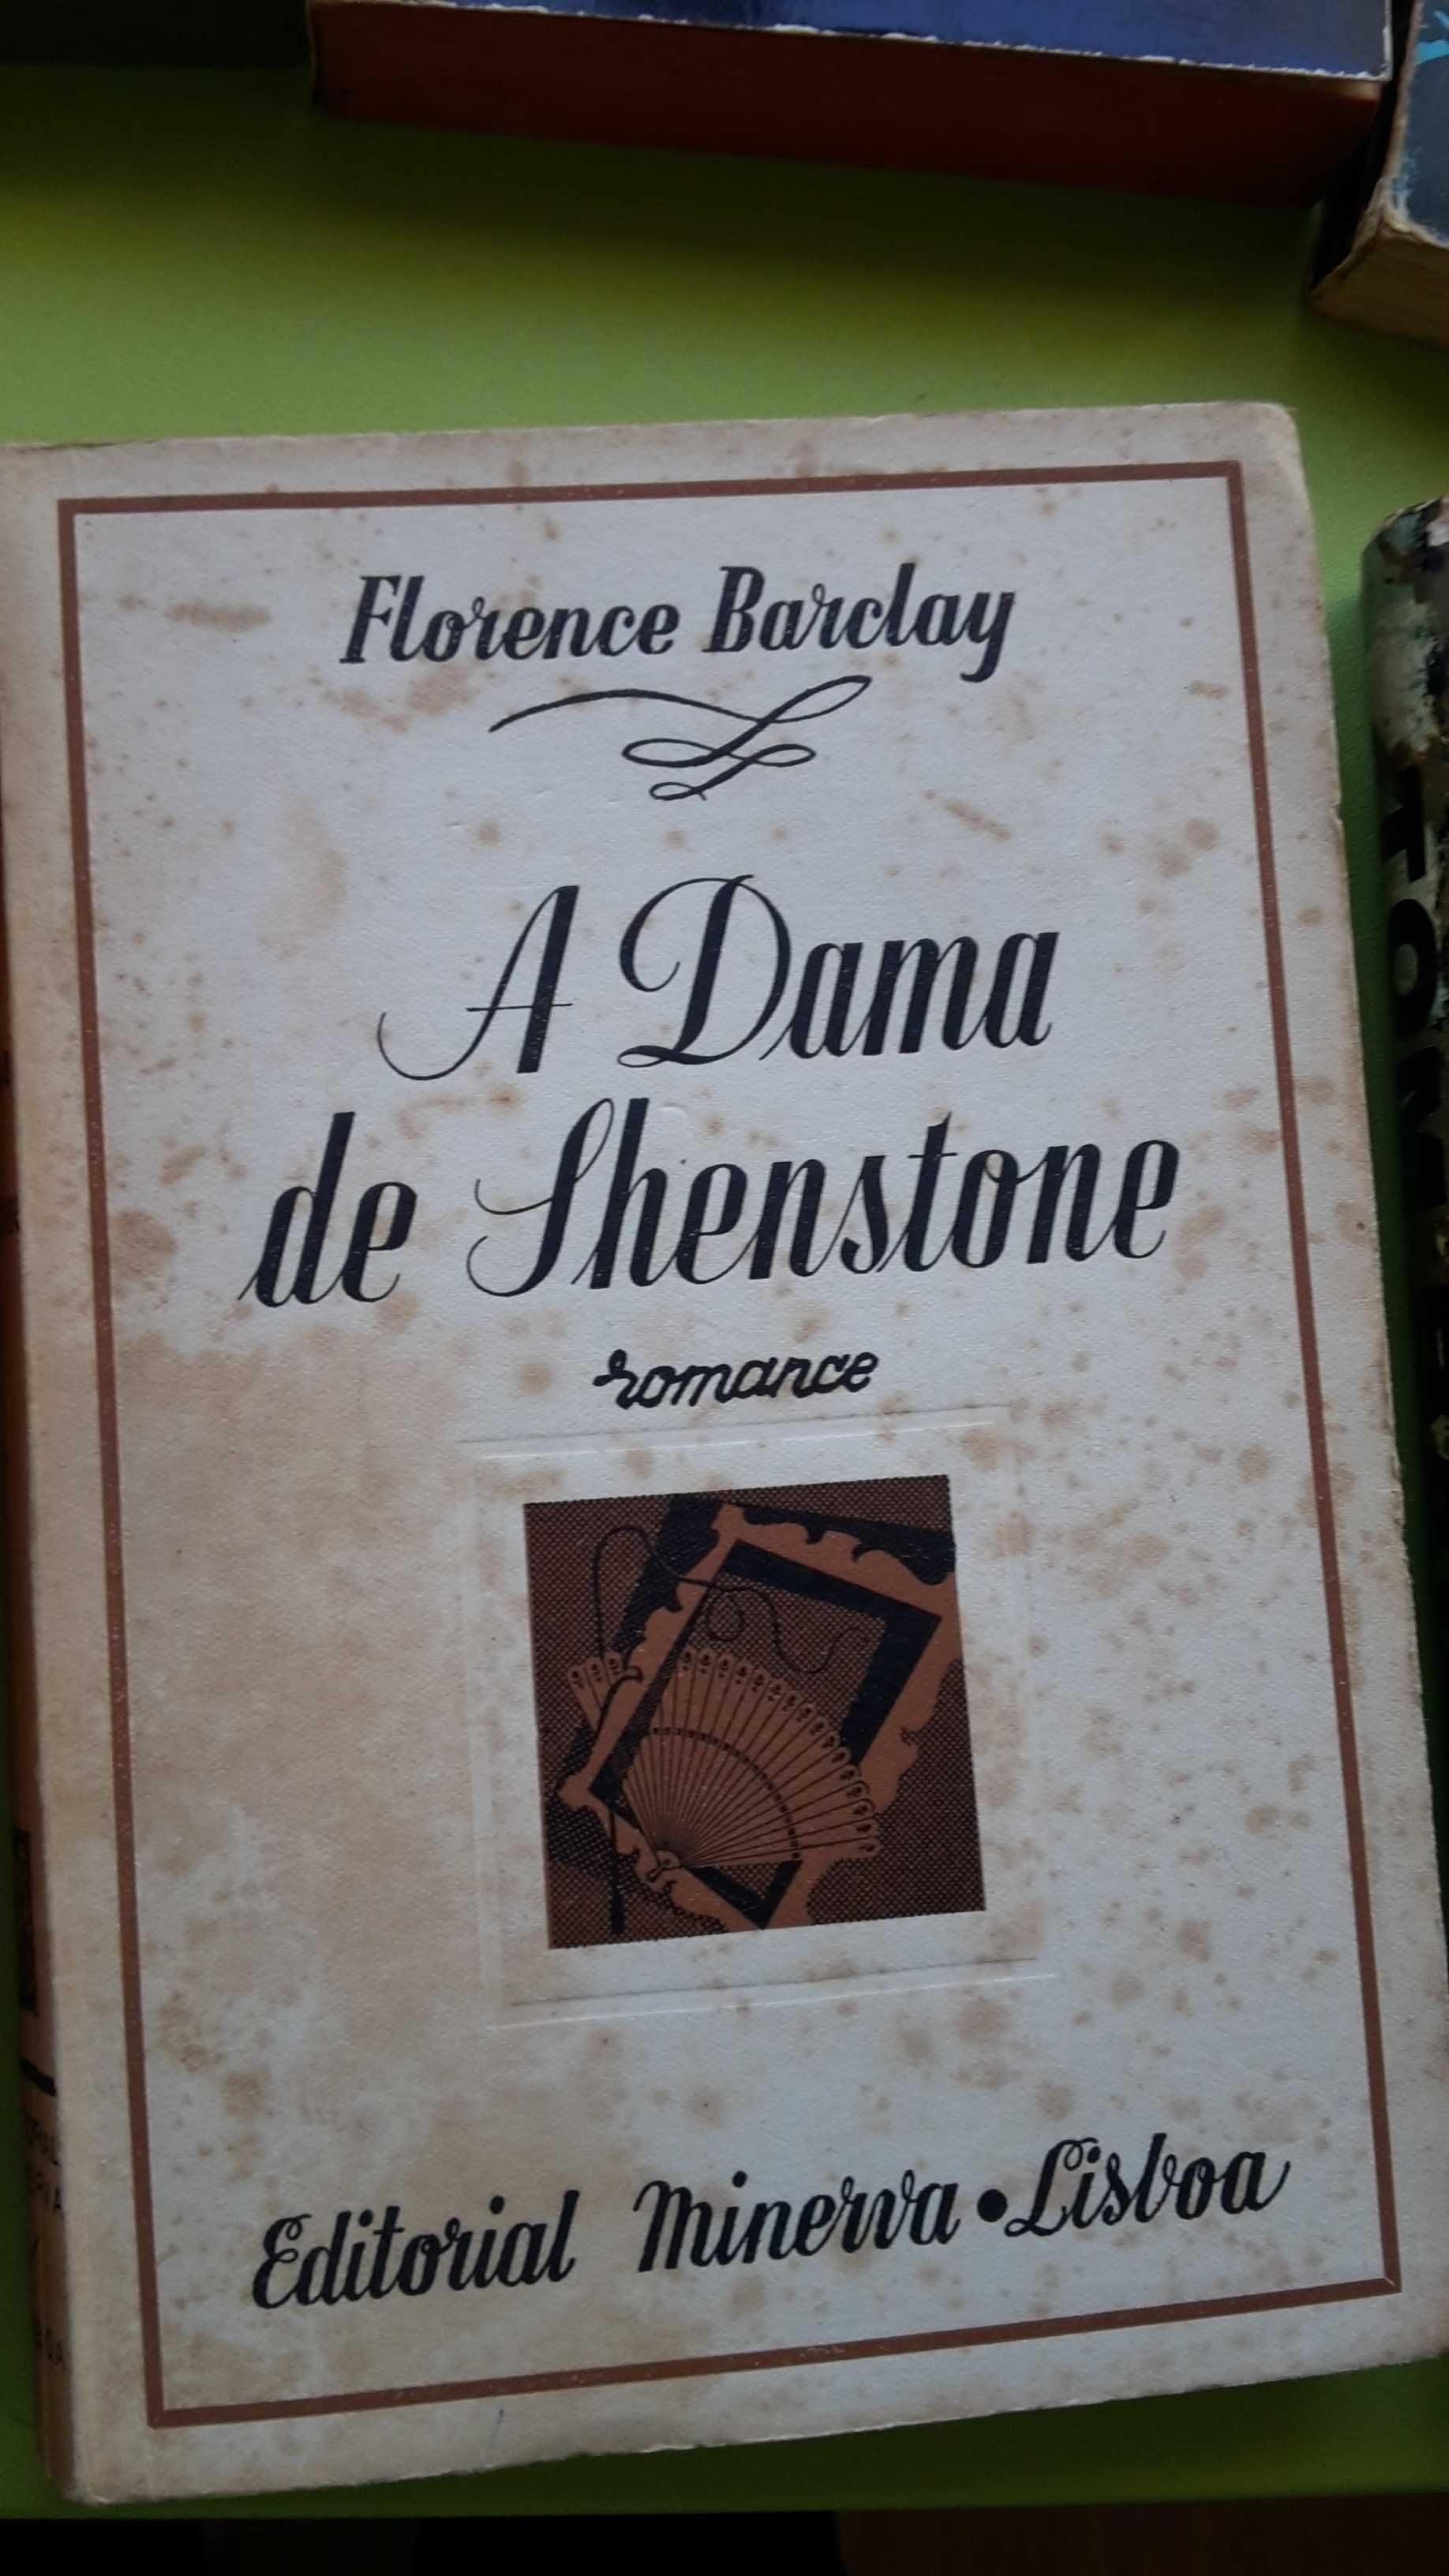 Florence Barclay
A Dama
de Shenstone
romance
Editorial Minerva • Lisboa